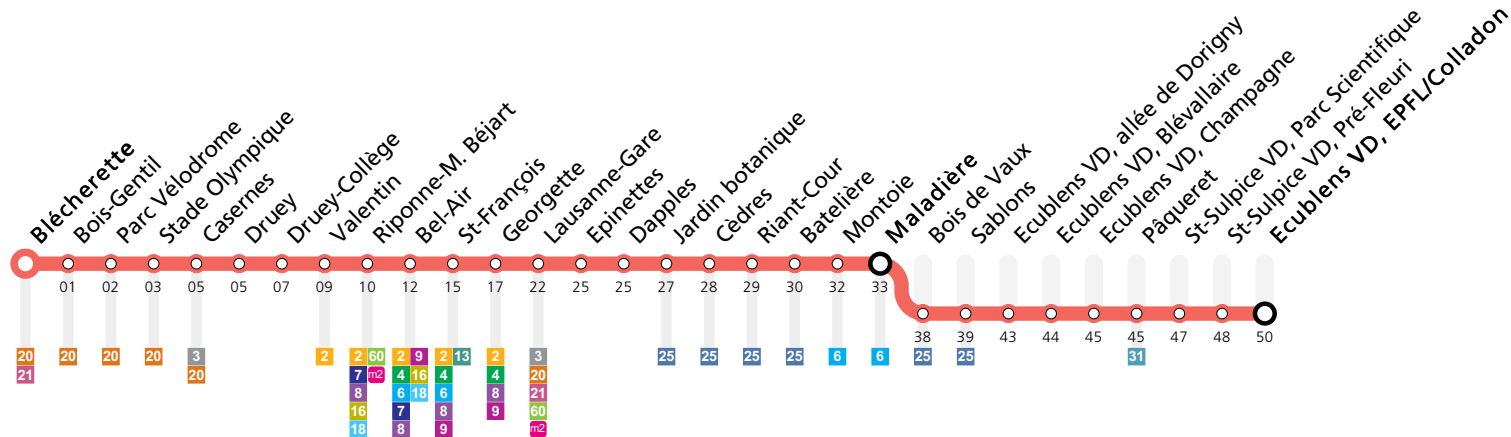 Blécherette
Bois-Gentil
Parc Vélodrome
Stade Olympique
Casernes
Druey
Druey-Collège
Valentin
Riponne-M. Béjart
Bel-Air
St-François
Georgette
Lausanne-Gare
Epinettes
Dapples
Jardin botanique
Cèdres
Riant-Cour
Batelière
Montoie
Maladière
Bois de Vaux
Sablons
Ecublens VD, allée de Dorigny
Ecublens VD, Blévallaire
Ecublens VD, Champagne
Pâqueret
St-Sulpice VD, Parc Scientifique
St-Sulpice VD, Pré-Fleuri
Ecublens VD, EPFL/Colladon
01 02 03 05 05 07 09 10 12 15 17 22 25 25 27 28 29 30 32 33
38 39 43 44 45 45 47 48 50
20 20 20 20 3 2 2 60 2 9 2 13 2 3 25 25 25 25 6 6 25 25 31
21 20 7 m2 4 16 4 4 20
8 6 18 6 8 21
16 7 8 9 60
18 8 9 m2